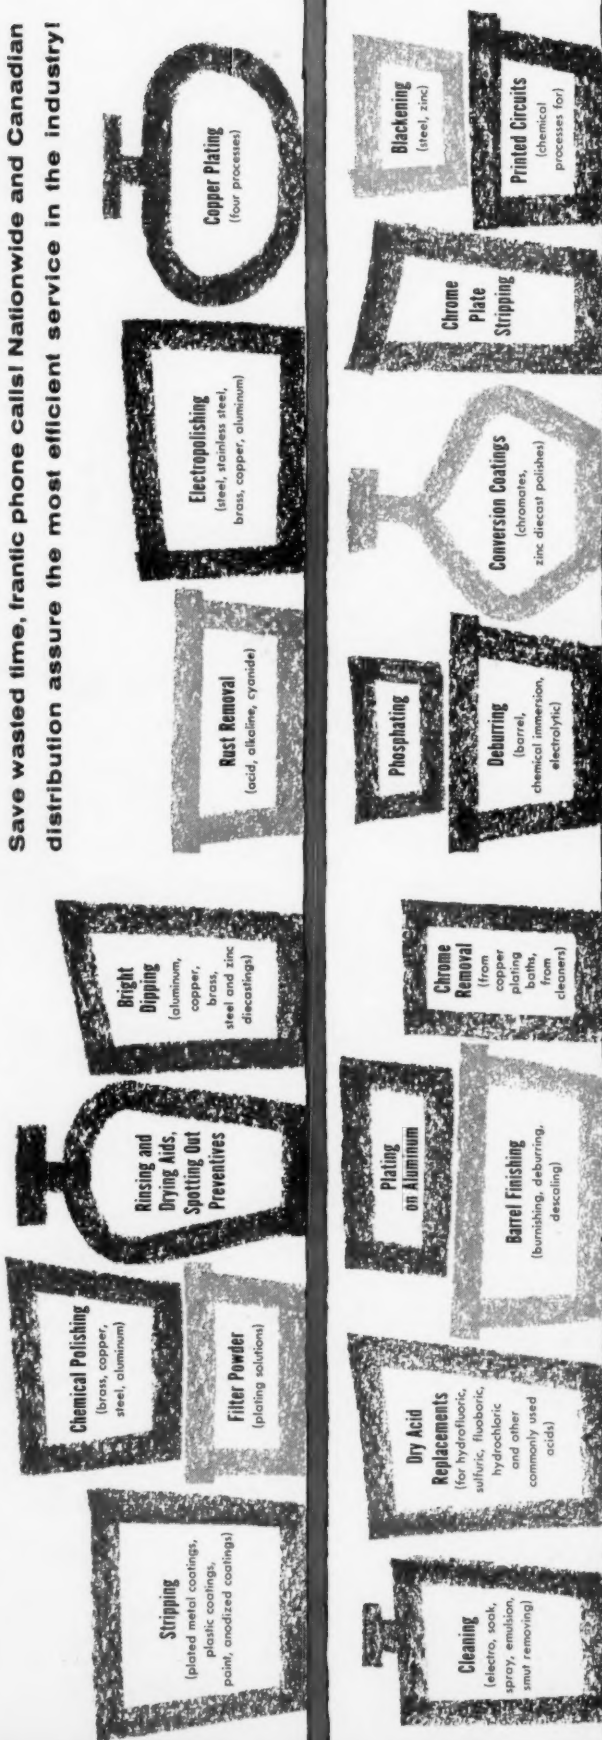 Save wasted time, frantic phone calls! Nationwide and Canadian
distribution assure the most efficient service in the industry!
Stripping
(plated metal coatings,
plastic coatings,
paint, anodized coatings)
Chemical Polishing
(brass, copper,
steel, aluminum)
Filter Powder
(plating solutions)
Rinsing and
Drying Aids,
Spotting Out
Preventives
Bright
Dipping
(aluminum,
copper,
brass,
steel and zinc
diecastings)
Rust Removal
(acid, alkaline, cyanide)
Electropolishing
(steel, stainless steel,
brass, copper, aluminum)
Copper Plating
(four processes)
Cleaning
(electro, soak,
spray, emulsion,
smut removing)
Dry Acid
Replacements
(for hydrofluoric,
sulfuric, fluoboric,
hydrochloric
and other
commonly used
acids)
Plating
on Aluminum
Barrel Finishing
(burnishing, deburring,
descaling)
Chrome
Removal
(from
copper
plating
baths,
from
cleaners)
Phosphating
Deburring
(barrel,
chemical immersion,
electrolytic)
Conversion Coatings
(chromates,
zinc diecast polishes)
Chrome
Plate
Stripping
Blackening
(steel, zinc)
Printed Circuits
(chemical
processes for)